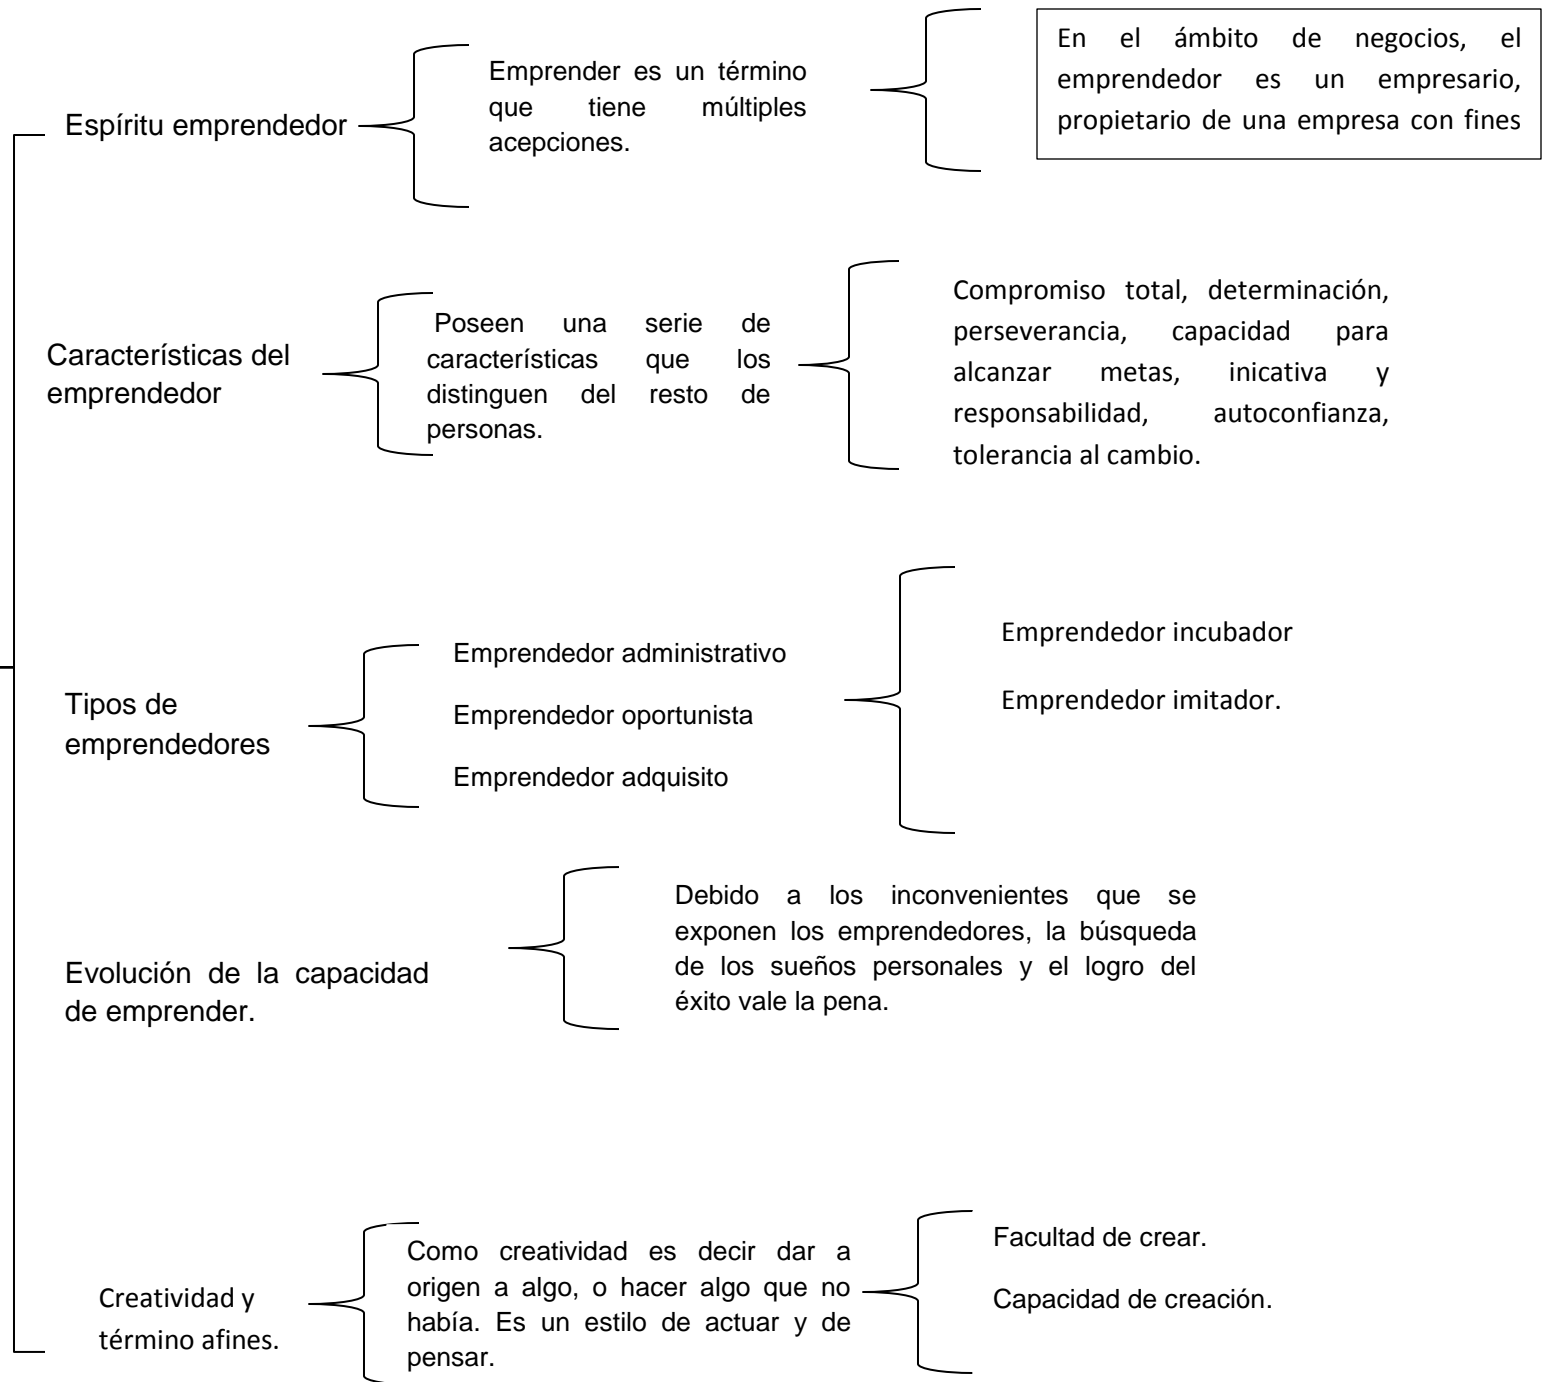 Espíritu emprendedor
Emprender es un término
que tiene múltiples
acepciones.
En el ámbito de negocios, el
emprendedor es un empresario,
propietario de una empresa con fines
Características del
emprendedor
Poseen una serie de
características que los
distinguen del resto de
personas.
Compromiso total, determinación,
perseverancia, capacidad para
alcanzar metas, inicativa y
responsabilidad, autoconfianza,
tolerancia al cambio.
Tipos de
emprendedores
Emprendedor administrativo
Emprendedor oportunista
Emprendedor adquisito
Emprendedor incubador
Emprendedor imitador.
Evolución de la capacidad
de emprender.
Debido a los inconvenientes que se
exponen los emprendedores, la búsqueda
de los sueños personales y el logro del
éxito vale la pena.
Creatividad y
término afines.
Como creatividad es decir dar a
origen a algo, o hacer algo que no
había. Es un estilo de actuar y de
pensar.
Facultad de crear.
Capacidad de creación.